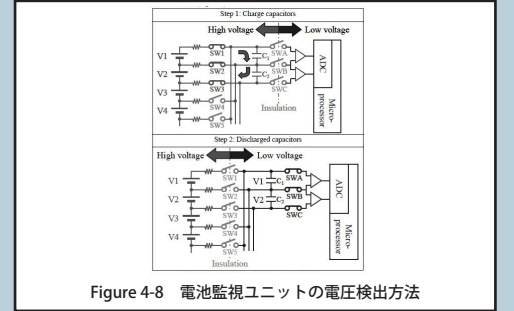 Step 1: Charge capacitors
High voltage Low voltage
V1
V2
V3
V4
SW1
SW2
SW3
SW4
SW5
C1
C2
SWA
SWB
SWC
ADC
Micro-
processor
Insulation
Step 2: Discharged capacitors
High voltage Low voltage
V1
V2
V3
V4
SW1
SW2
SW3
SW4
SW5
V1 C1
V2 C2
SWA
SWB
SWC
ADC
Micro-
processor
Insulation
Figure 4-8 電池監視ユニットの電圧検出方法